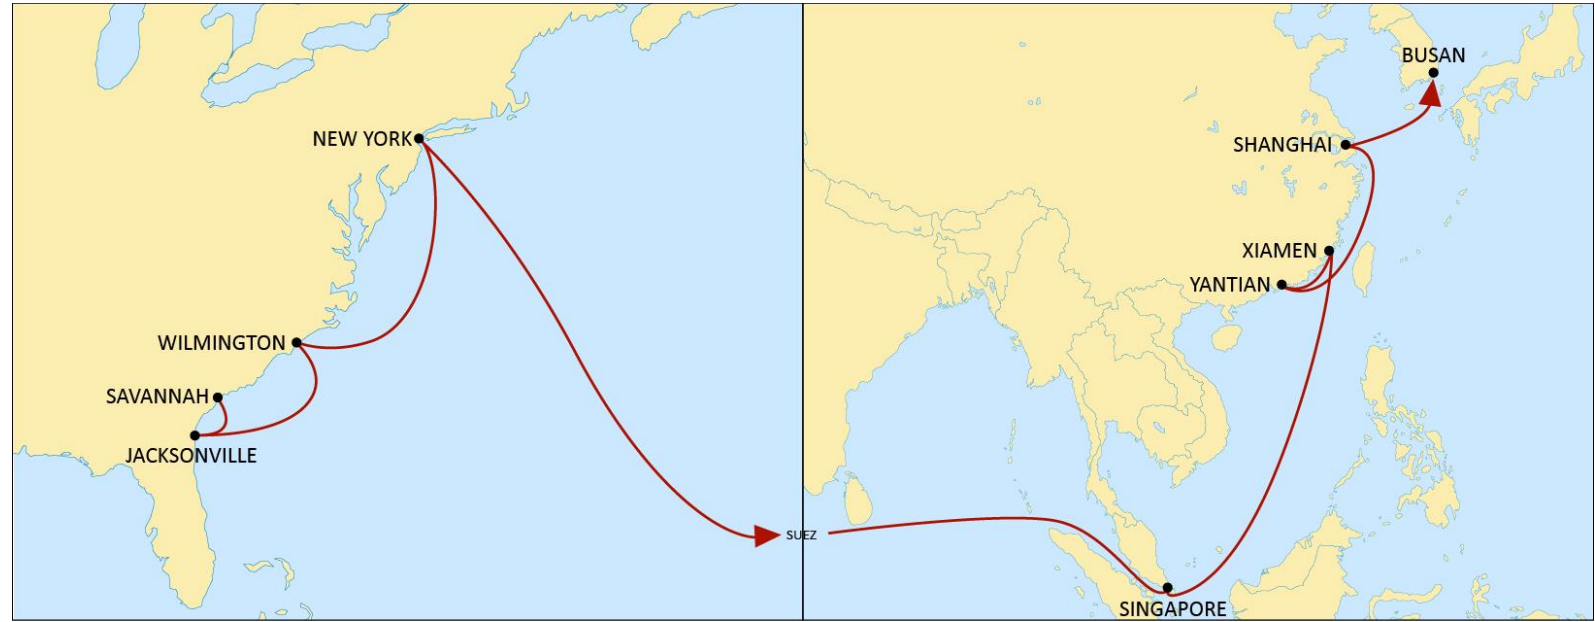 BUSAN
NEW YORK
SHANGHAI
XIAMEN
YANTIAN
WILMINGTON
SAVANNAH
JACKSONVILLE
SUEZ
SINGAPORE